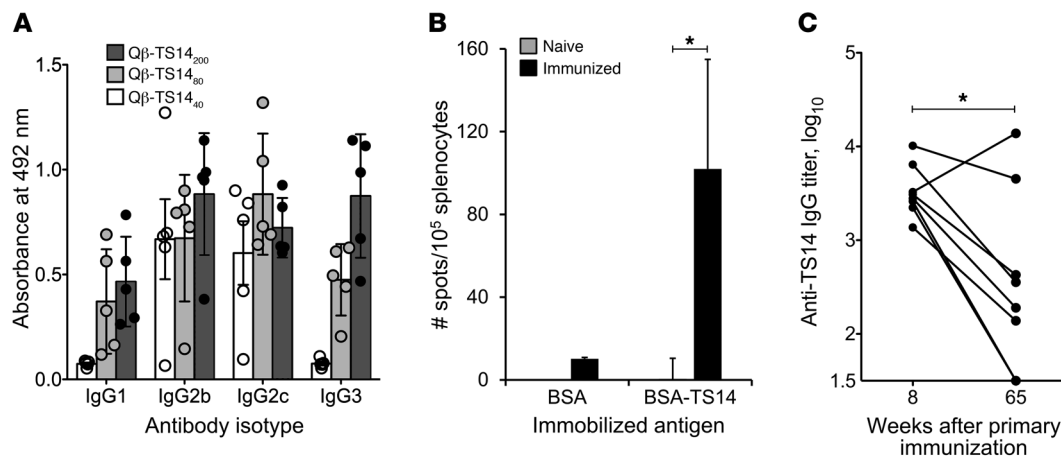 A
Qβ-TS14200
Qβ-TS1480
Qβ-TS1440
1.5
1.0
0.5
0.0
Absorbance at 492 nm
IgG1 IgG2b IgG2c IgG3
Antibody isotype
B
Naive
Immunized
*
160
120
80
40
0
# spots/10⁵ splenocytes
BSA BSA-TS14
Immobilized antigen
C
*
5
4
3
2
1.5
Anti-TS14 IgG titer, log10
8 65
Weeks after primary
immunization